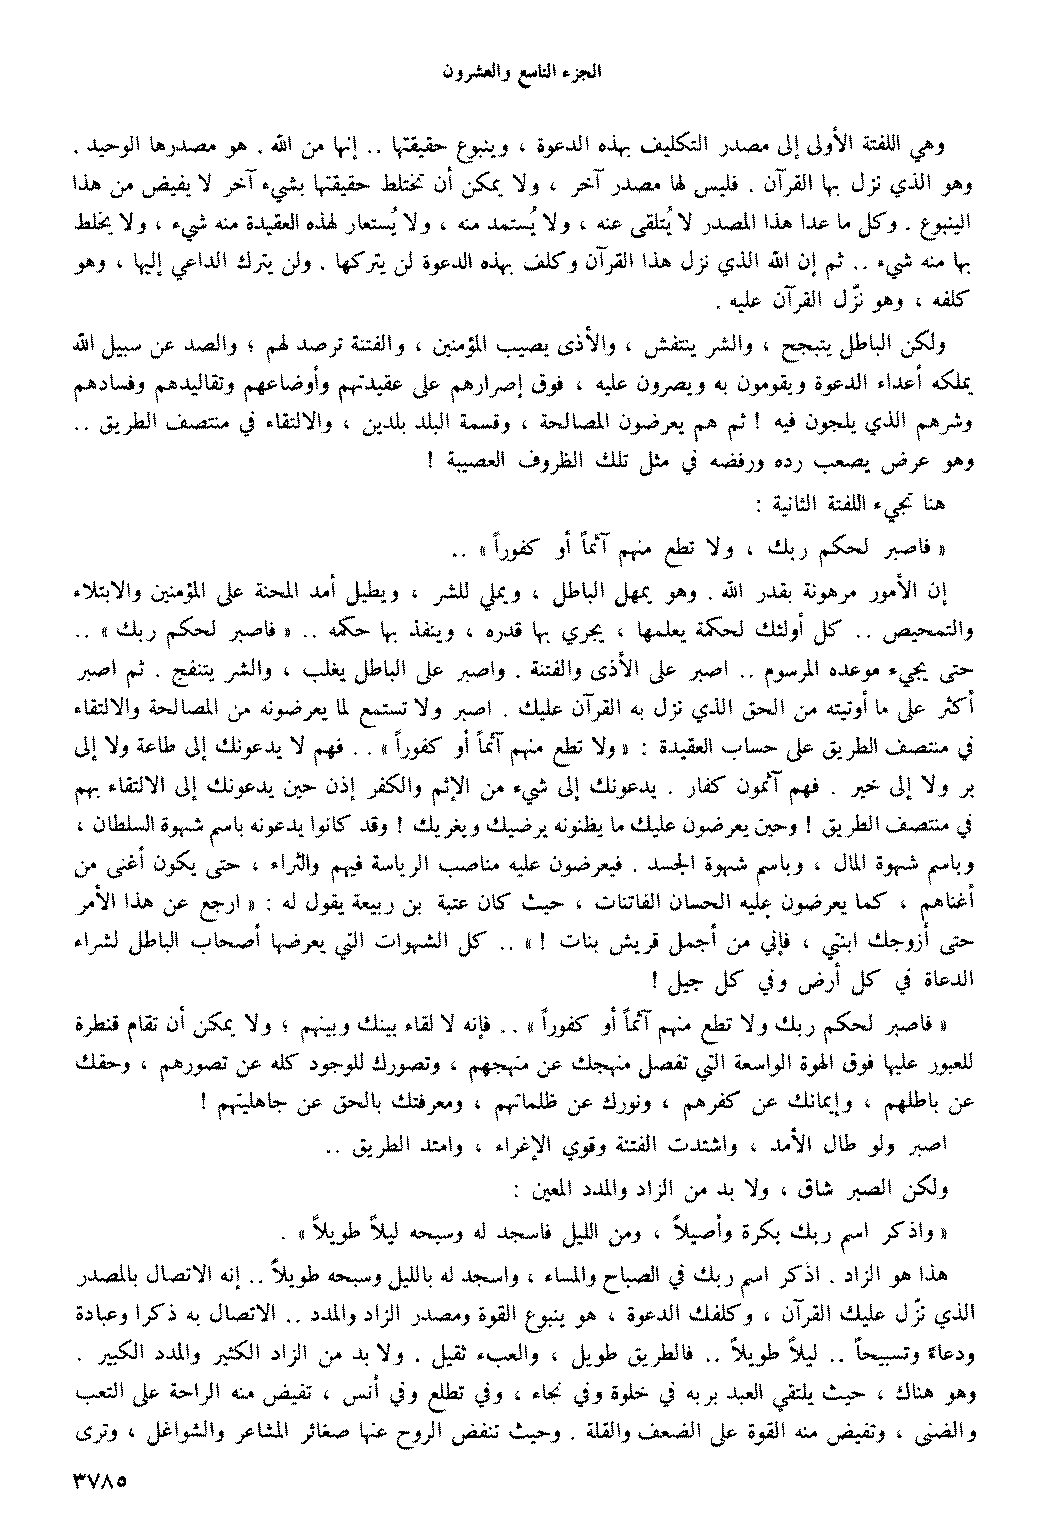 الجزء التاسع والعشرون
وهي اللفتة الأولى إلى مصدر التكليف بهذه الدعوة ، وينبوع حقيقتها .. إنها من الله . هو مصدرها الوحيد .
وهو الذي نزل بها القرآن . فليس لها مصدر آخر ، ولا يمكن أن تختلط حقيقتها بشيء آخر لا يفيض من هذا
الينبوع . وكل ما عدا هذا المصدر لا يُتلقى عنه ، ولا يُستمد منه ، ولا يُستعار لهذه العقيدة منه شيء ، ولا يخلط
بها منه شيء .. ثم إن الله الذي نزل هذا القرآن وكلف بهذه الدعوة لن يتركها . ولن يترك الداعي إليها ، وهو
كلفه ، وهو نزّل القرآن عليه .
ولكن الباطل يتبجح ، والشر ينتفش ، والأذى يصيب المؤمنين ، والفتنة ترصد لهم ؛ والصد عن سبيل الله
يملكه أعداء الدعوة ويقومون به ويصرون عليه ، فوق إصرارهم على عقيدتهم وأوضاعهم وتقاليدهم وفسادهم
وشرهم الذي يلجون فيه ! ثم هم يعرضون المصالحة ، وقسمة البلد بلدين ، والالتقاء في منتصف الطريق ..
وهو عرض يصعب رده ورفضه في مثل تلك الظروف العصيبة !
هنا تجيء اللفتة الثانية :
« فاصبر لحكم ربك ، ولا تطع منهم آثماً أو كفوراً » ..
إن الأمور مرهونة بقدر الله . وهو يمهل الباطل ، ويملي للشر ، ويطيل أمد المحنة على المؤمنين والابتلاء
والتمحيص .. كل أولئك لحكمة يعلمها ، يجري بها قدره ، وينفذ بها حكمه .. « فاصبر لحكم ربك » ..
حتى يجيء موعده المرسوم .. اصبر على الأذى والفتنة . واصبر على الباطل يغلب ، والشر يتنفج . ثم اصبر
أكثر على ما أوتيته من الحق الذي نزل به القرآن عليك . اصبر ولا تستمع لما يعرضونه من المصالحة والالتقاء
في منتصف الطريق على حساب العقيدة : « ولا تطع منهم آثماً أو كفوراً » .. فهم لا يدعونك إلى طاعة ولا إلى
بر ولا إلى خير . فهم آثمون كفار . يدعونك إلى شيء من الإثم والكفر إذن حين يدعونك إلى الالتقاء بهم
في منتصف الطريق ! وحين يعرضون عليك ما يظنونه يرضيك ويغريك ! وقد كانوا يدعونه باسم شهوة السلطان ،
وباسم شهوة المال ، وباسم شهوة الجسد . فيعرضون عليه مناصب الرياسة فيهم والثراء ، حتى يكون أغنى من
أغناهم ، كما يعرضون عليه الحسان الفاتنات ، حيث كان عتبة بن ربيعة يقول له : « ارجع عن هذا الأمر
حتى أزوجك ابنتي ، فإني من أجمل قريش بنات ! » .. كل الشهوات التي يعرضها أصحاب الباطل لشراء
الدعاة في كل أرض وفي كل جيل !
« فاصبر لحكم ربك ولا تطع منهم آثماً أو كفوراً » .. فإنه لا لقاء بينك وبينهم ؛ ولا يمكن أن تقام قنطرة
للعبور عليها فوق الهوة الواسعة التي تفصل منهجك عن منهجهم ، وتصورك للوجود كله عن تصورهم ، وحقك
عن باطلهم ، وإيمانك عن كفرهم ، ونورك عن ظلماتهم ، ومعرفتك بالحق عن جاهليتهم !
اصبر ولو طال الأمد ، واشتدت الفتنة وقوي الإغراء ، وامتد الطريق ..
ولكن الصبر شاق ، ولا بد من الزاد والمدد المعين :
« واذكر اسم ربك بكرة وأصيلاً ، ومن الليل فاسجد له وسبحه ليلاً طويلاً » .
هذا هو الزاد . اذكر اسم ربك في الصباح والمساء ، واسجد له بالليل وسبحه طويلاً .. إنه الاتصال بالمصدر
الذي نزّل عليك القرآن ، وكلفك الدعوة ، هو ينبوع القوة ومصدر الزاد والمدد .. الاتصال به ذكرا وعبادة
ودعاءً وتسبيحاً .. ليلاً طويلاً .. فالطريق طويل ، والعبء ثقيل . ولا بد من الزاد الكثير والمدد الكبير .
وهو هناك ، حيث يلتقي العبد بربه في خلوة وفي نجاء ، وفي تطلع وفي أنس ، تفيض منه الراحة على التعب
والضنى ، وتفيض منه القوة على الضعف والقلة . وحيث تنفض الروح عنها صغائر المشاعر والشواغل ، وترى
٣٧٨٥